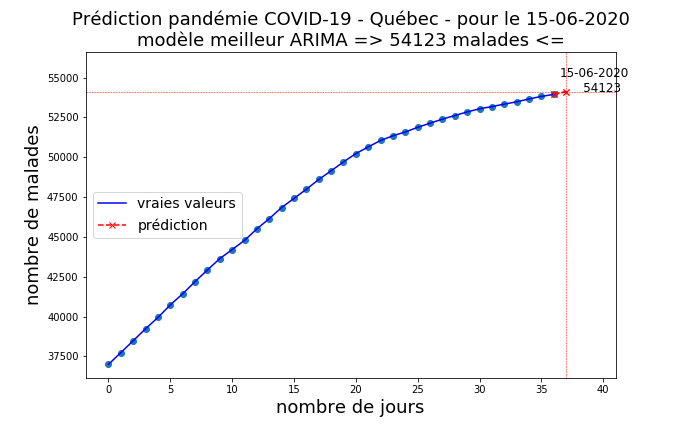 Prédiction pandémie COVID-19 - Québec - pour le 15-06-2020
modèle meilleur ARIMA => 54123 malades <=
15-06-2020
54123
55000
52500
50000
47500
45000
42500
40000
37500
nombre de malades
vraies valeurs
prédiction
0 5 10 15 20 25 30 35 40
nombre de jours